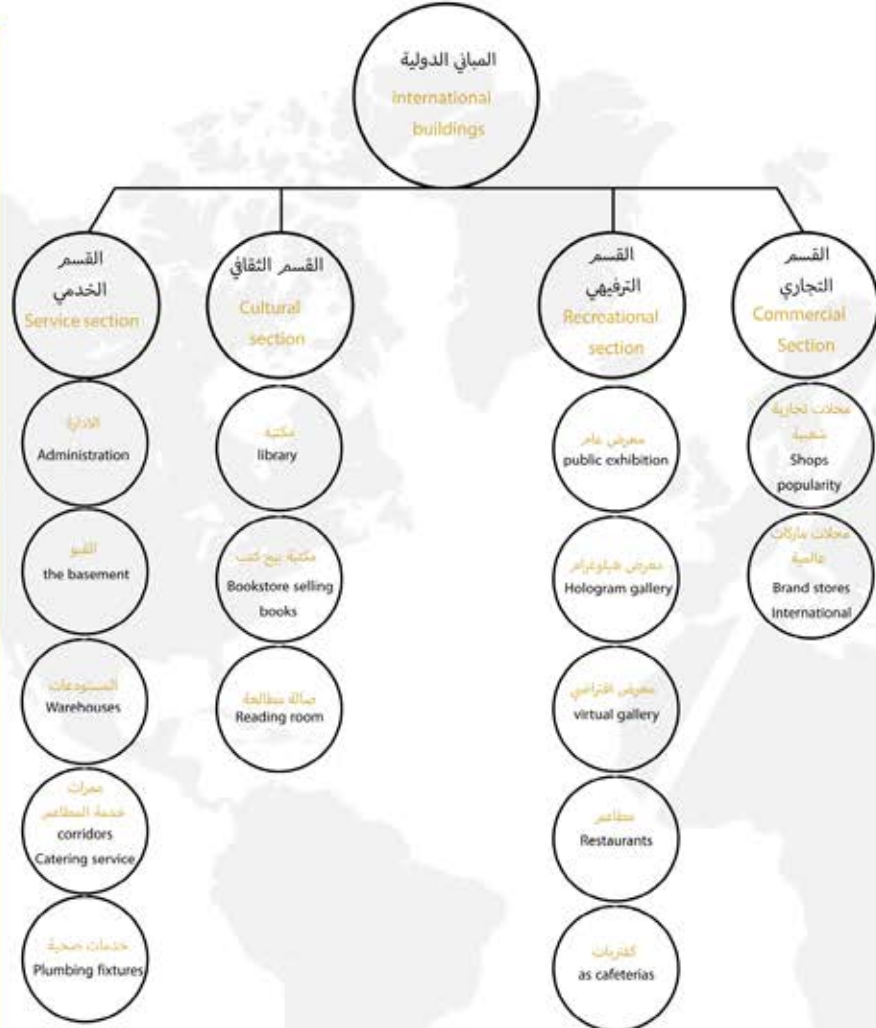 المباني الدولية
international
buildings
القسم
الخدمي
Service section
الادارة
Administration
القبو
the basement
المستودعات
Warehouses
ممرات
خدمة المطاعم
corridors
Catering service
خدمات صحية
Plumbing fixtures
القسم الثقافي
Cultural
section
مكتبه
library
مكتبة بيع كتب
Bookstore selling
books
صالة مطالعة
Reading room
القسم
الترفيهي
Recreational
section
معرض عام
public exhibition
معرض هيلوغرام
Hologram gallery
معرض افتراضي
virtual gallery
مطاعم
Restaurants
كفتريات
as cafeterias
القسم
التجاري
Commercial
Section
محلات تجارية
شعبية
Shops
popularity
محلات ماركات
عالمية
Brand stores
International